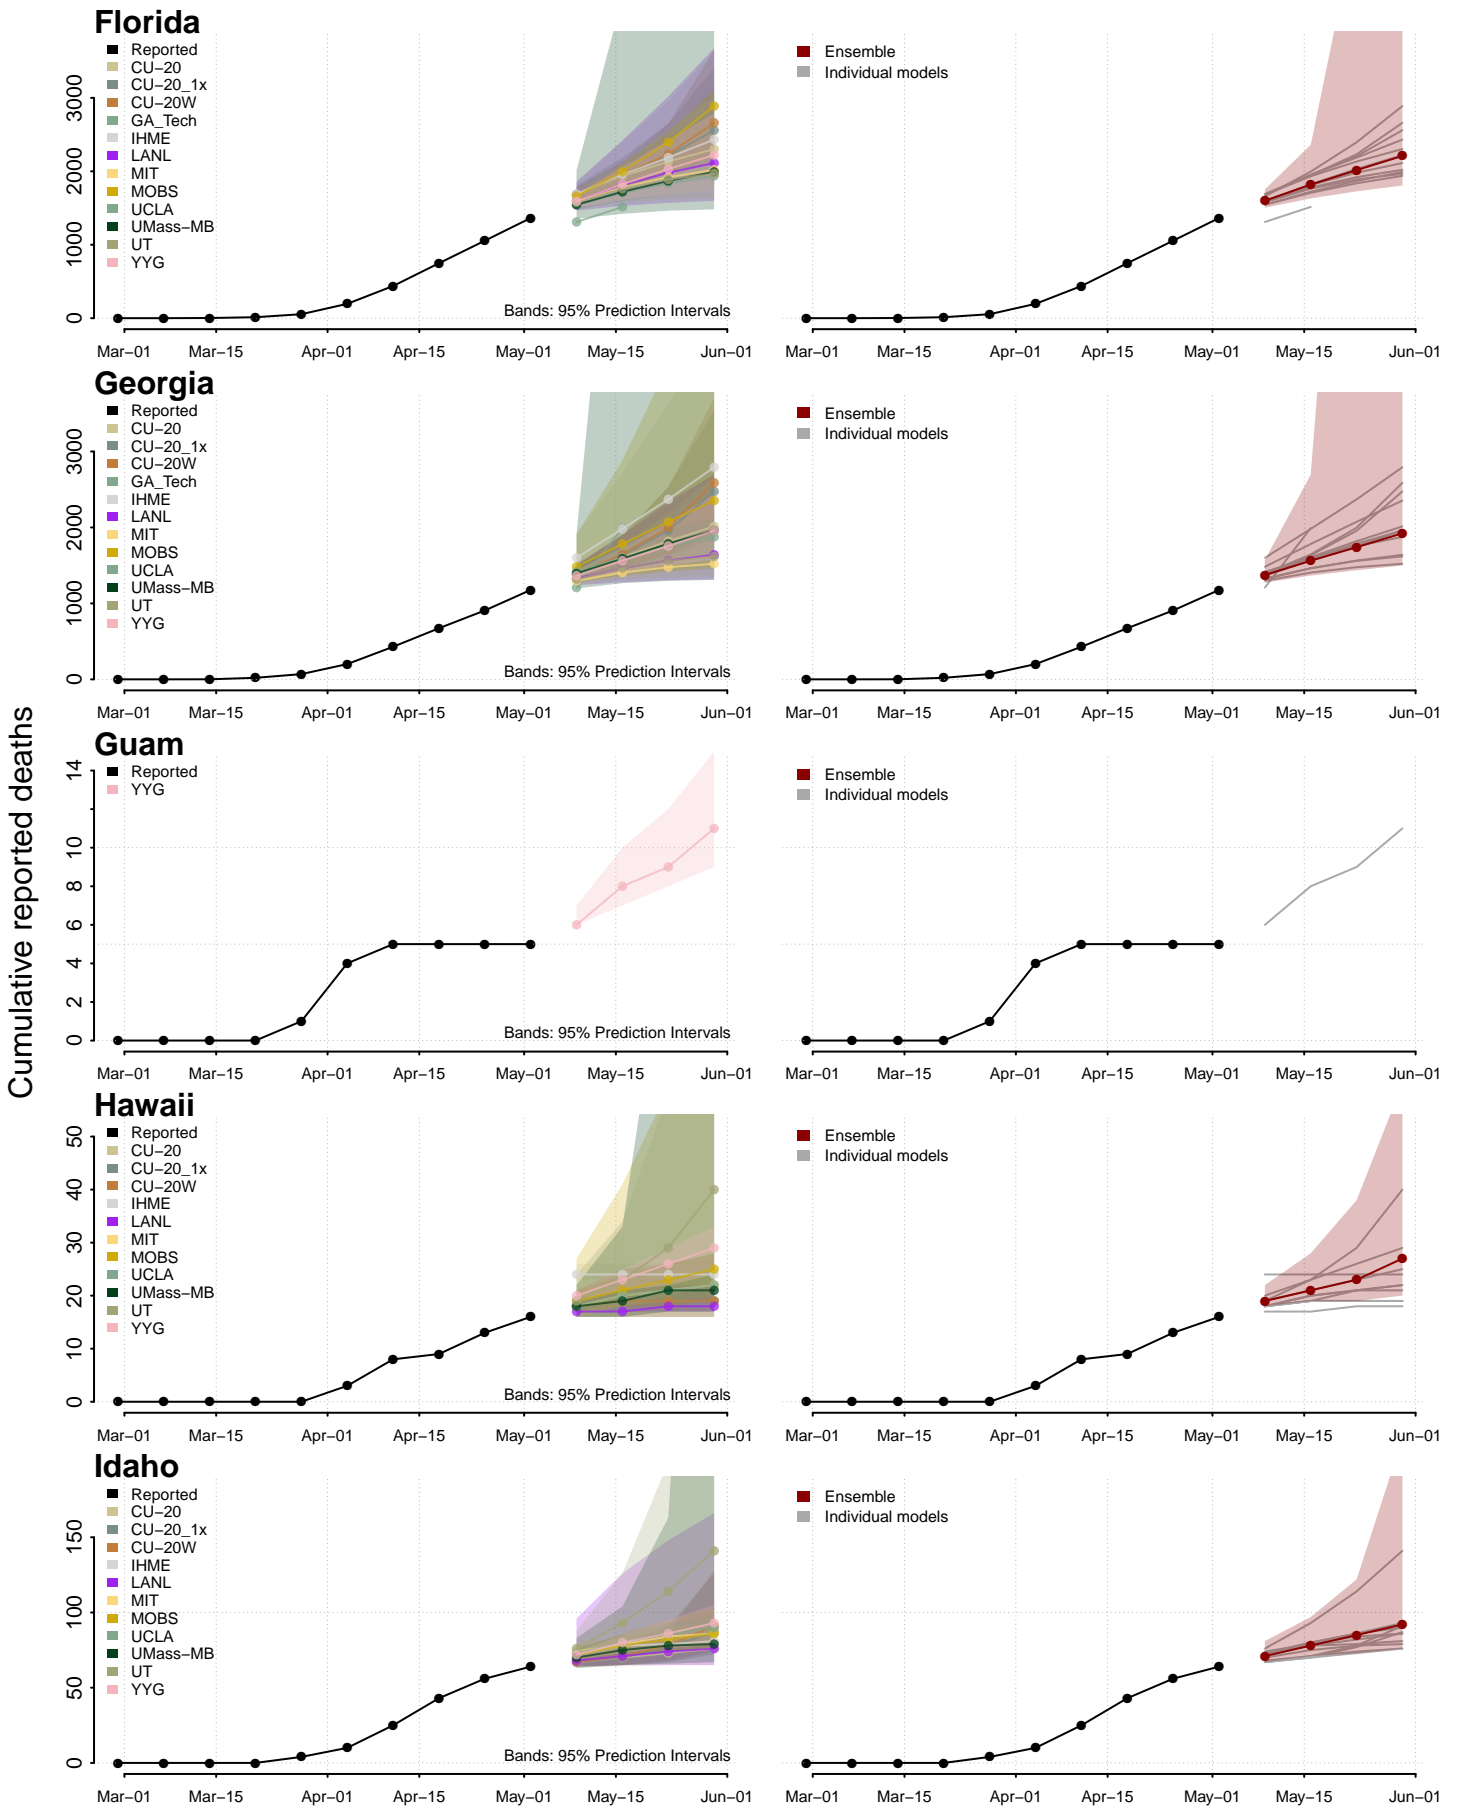 Cumulative reported deaths
Florida
Reported
CU−20
CU−20_1x
CU−20W
GA_Tech
IHME
LANL
MIT
MOBS
UCLA
UMass−MB
UT
YYG
3000
2000
1000
0
Bands: 95% Prediction Intervals
Mar−01 Mar−15 Apr−01 Apr−15 May−01 May−15 Jun−01
Ensemble
Individual models
Mar−01 Mar−15 Apr−01 Apr−15 May−01 May−15 Jun−01
Georgia
Reported
CU−20
CU−20_1x
CU−20W
GA_Tech
IHME
LANL
MIT
MOBS
UCLA
UMass−MB
UT
YYG
3000
2000
1000
0
Bands: 95% Prediction Intervals
Mar−01 Mar−15 Apr−01 Apr−15 May−01 May−15 Jun−01
Ensemble
Individual models
Mar−01 Mar−15 Apr−01 Apr−15 May−01 May−15 Jun−01
Guam
Reported
YYG
14
10
8
6
4
2
0
Bands: 95% Prediction Intervals
Mar−01 Mar−15 Apr−01 Apr−15 May−01 May−15 Jun−01
Ensemble
Individual models
Mar−01 Mar−15 Apr−01 Apr−15 May−01 May−15 Jun−01
Hawaii
Reported
CU−20
CU−20_1x
CU−20W
IHME
LANL
MIT
MOBS
UCLA
UMass−MB
UT
YYG
50
40
30
20
10
0
Bands: 95% Prediction Intervals
Mar−01 Mar−15 Apr−01 Apr−15 May−01 May−15 Jun−01
Ensemble
Individual models
Mar−01 Mar−15 Apr−01 Apr−15 May−01 May−15 Jun−01
Idaho
Reported
CU−20
CU−20_1x
CU−20W
IHME
LANL
MIT
MOBS
UCLA
UMass−MB
UT
YYG
150
100
50
0
Bands: 95% Prediction Intervals
Mar−01 Mar−15 Apr−01 Apr−15 May−01 May−15 Jun−01
Ensemble
Individual models
Mar−01 Mar−15 Apr−01 Apr−15 May−01 May−15 Jun−01